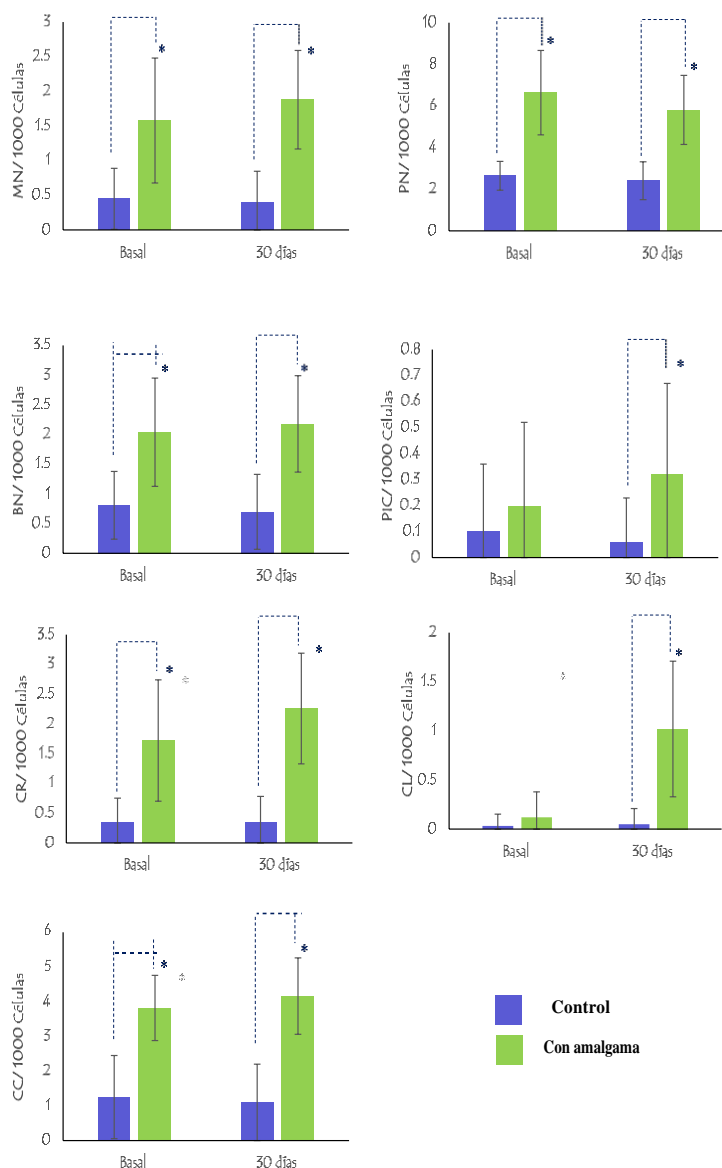 MN/ 1000 Células
3
2.5
2
1.5
1
0.5
0
*
*
Basal
30 días
PN/ 1000 Células
10
8
6
4
2
0
*
*
Basal
30 días
BN/ 1000 Células
3.5
3
2.5
2
1.5
1
0.5
0
*
*
Basal
30 días
PIC/ 1000 Células
0.8
0.7
0.6
0.5
0.4
0.3
0.2
0.1
0
*
Basal
30 días
CR/ 1000 Células
3.5
3
2.5
2
1.5
1
0.5
0
*
*
*
Basal
30 días
CL/ 1000 Células
2
1.5
1
0.5
0
*
*
Basal
30 días
CC/ 1000 Células
6
5
4
3
2
1
0
*
*
*
Basal
30 días
Control
Con amalgama